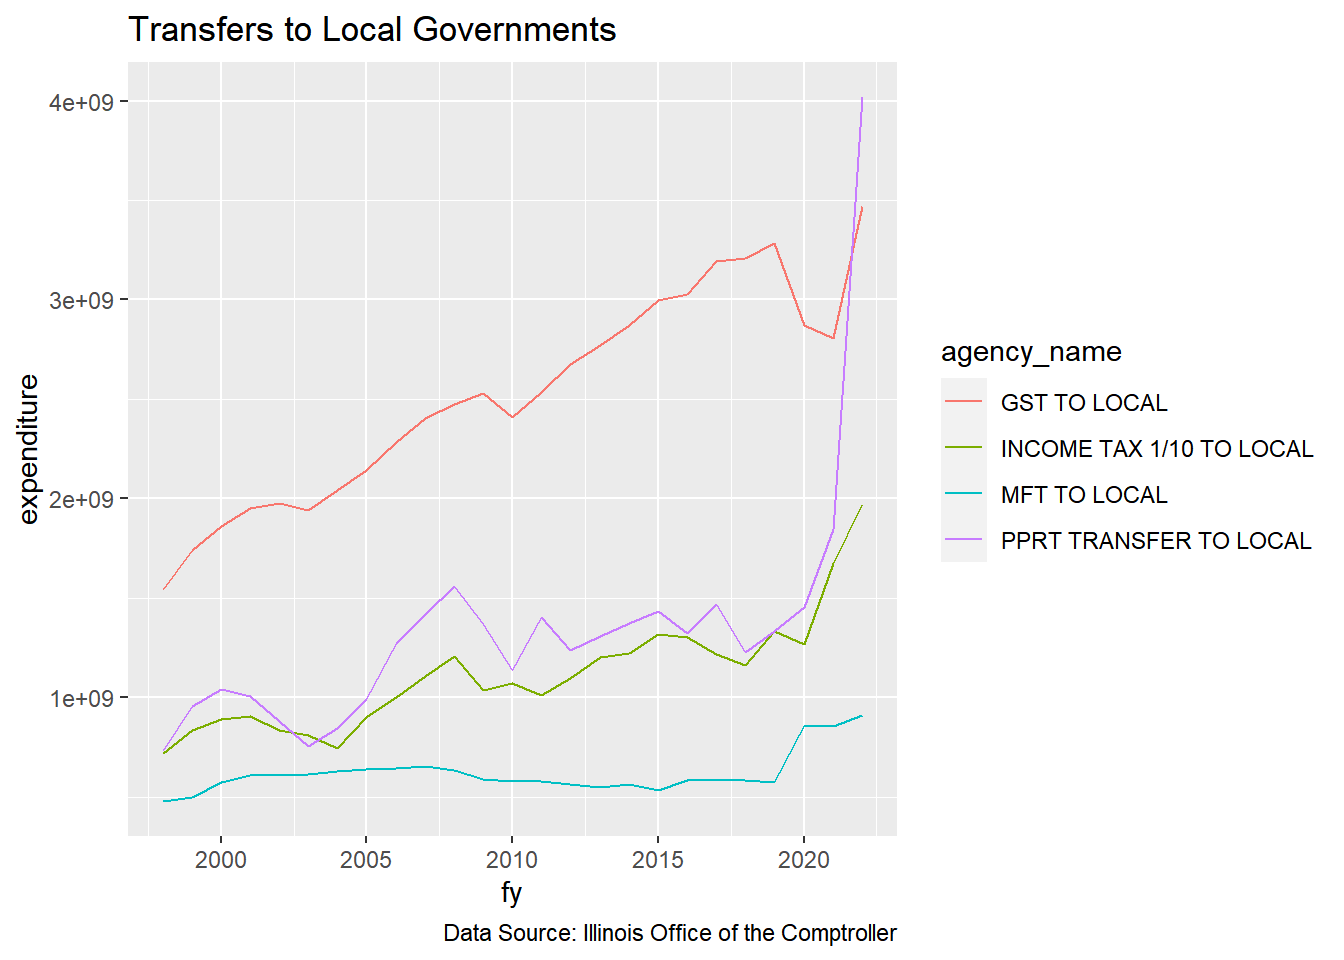 Transfers to Local Governments
4e+09
3e+09
2e+09
1e+09
expenditure
2000 2005 2010 2015 2020
fy
agency_name
GST TO LOCAL
INCOME TAX 1/10 TO LOCAL
MFT TO LOCAL
PPRT TRANSFER TO LOCAL
Data Source: Illinois Office of the Comptroller